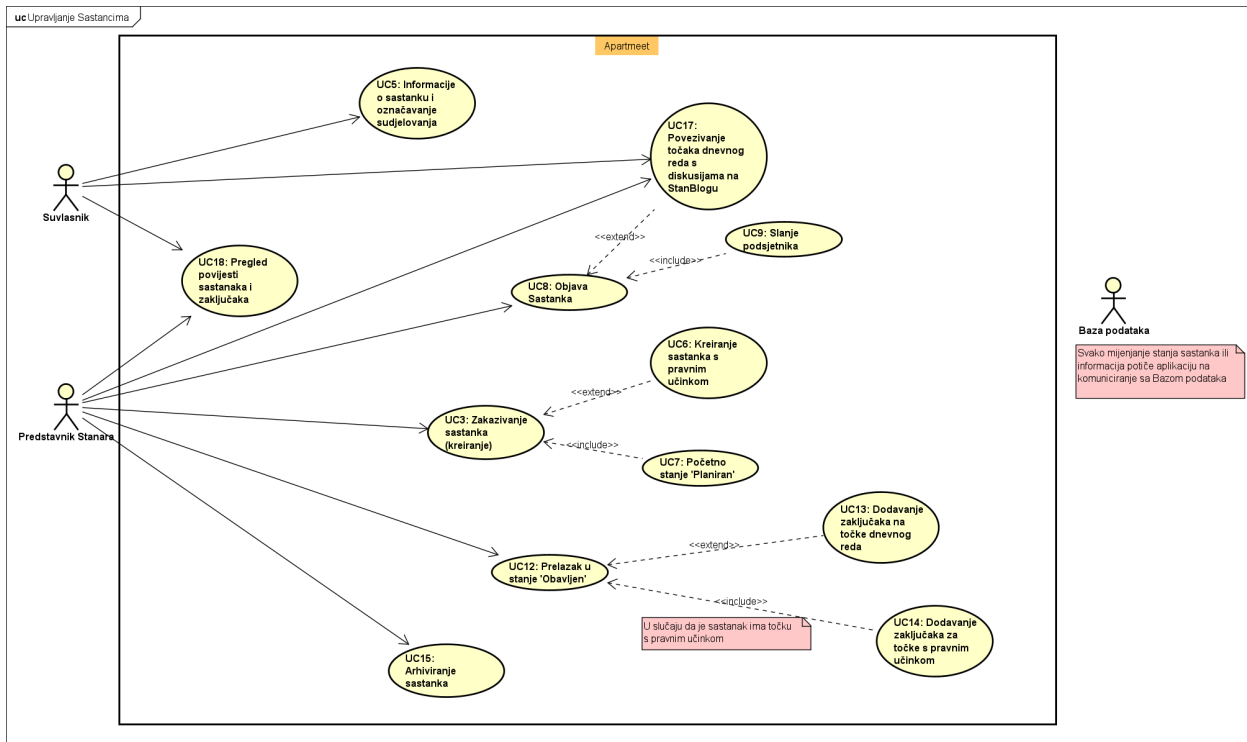 uc Upravljanje Sastancima
Apartmeet
UC5: Informacije
o sastanku i
označavanje
sudjelovanja
UC17:
Povezivanje
točaka dnevnog
reda s
diskusijama na
StanBlogu
Suvlasnik
<<extend>>
UC9: Slanje
podsjetnika
<<include>>
UC18: Pregled
povijesti
sastanaka i
zaključaka
UC8: Objava
Sastanka
Baza podataka
Svako mijenjanje stanja sastanka ili
informacija potiče aplikaciju na
komuniciranje sa Bazom podataka
UC6: Kreiranje
sastanka s
pravnim
učinkom
<<extend>>
Predstavnik Stanara
UC3: Zakazivanje
sastanka
(kreiranje)
<<include>>
UC7: Početno
stanje 'Planiran'
UC13: Dodavanje
zaključaka na
točke dnevnog
reda
<<extend>>
UC12: Prelazak u
stanje 'Obavljen'
<<include>>
U slučaju da je sastanak ima točku
s pravnim učinkom
UC14: Dodavanje
zaključaka za
točke s pravnim
učinkom
UC15:
Arhiviranje
sastanka